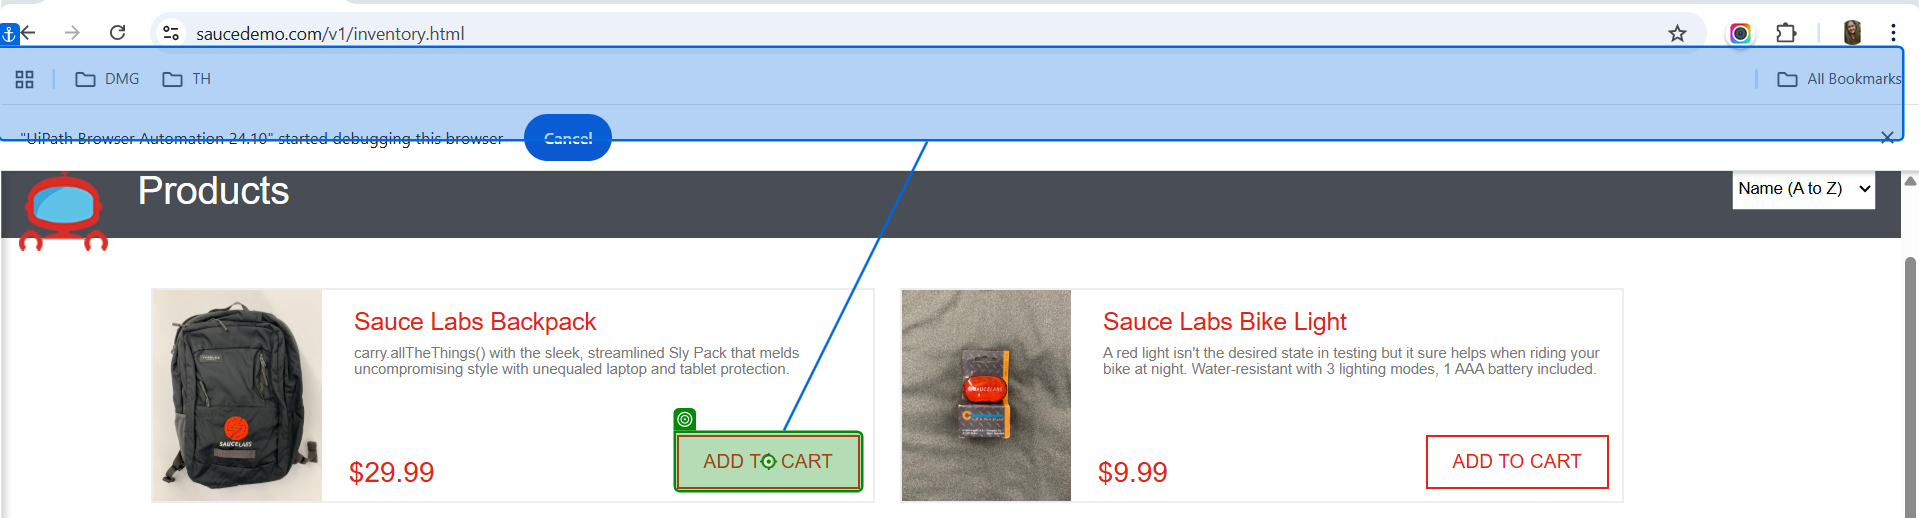 saucedemo.com/v1/inventory.html
DMG
TH
All Bookmarks
"UiPath Browser Automation 24.10" started debugging this browser
Cancel
Products
Name (A to Z)
Sauce Labs Backpack
carry.allTheThings() with the sleek, streamlined Sly Pack that melds
uncompromising style with unequaled laptop and tablet protection.
SAUCELABS
$29.99
ADD TO CART
Sauce Labs Bike Light
A red light isn't the desired state in testing but it sure helps when riding your
bike at night. Water-resistant with 3 lighting modes, 1 AAA battery included.
SAUCELABS
$9.99
ADD TO CART